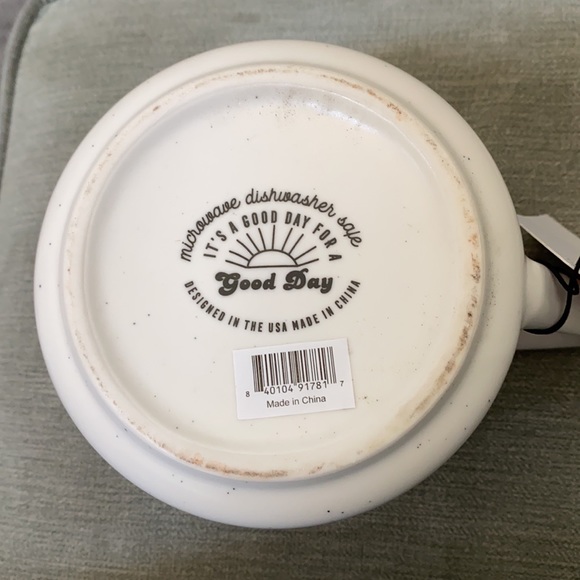 microwave dishwasher safe
IT'S A GOOD DAY FOR A
Good Day
DESIGNED IN THE USA MADE IN CHINA
8 40104 91781 7
Made in China